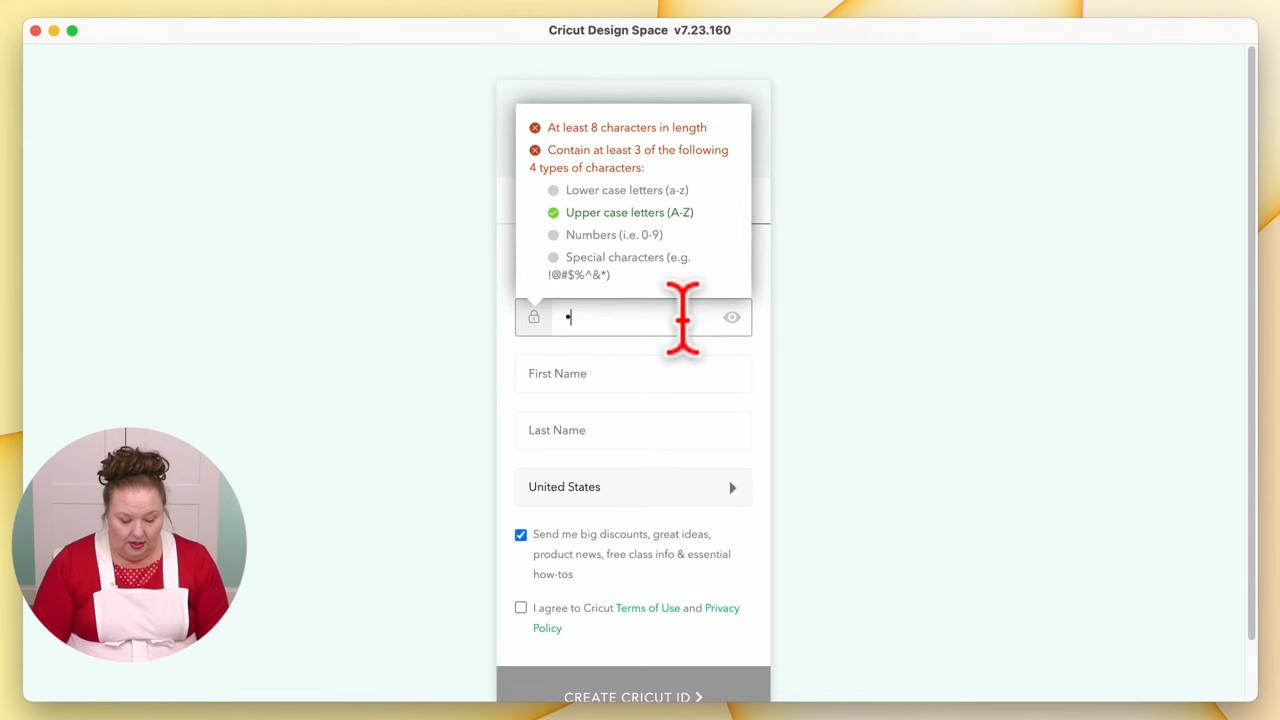 Cricut Design Space v7.23.160
At least 8 characters in length
Contain at least 3 of the following
4 types of characters:
Lower case letters (a-z)
Upper case letters (A-Z)
Numbers (i.e. 0-9)
Special characters (e.g.
!@#$%^&*)
•
First Name
Last Name
United States
Send me big discounts, great ideas,
product news, free class info & essential
how-tos
I agree to Cricut Terms of Use and Privacy
Policy
CREATE CRICUT ID